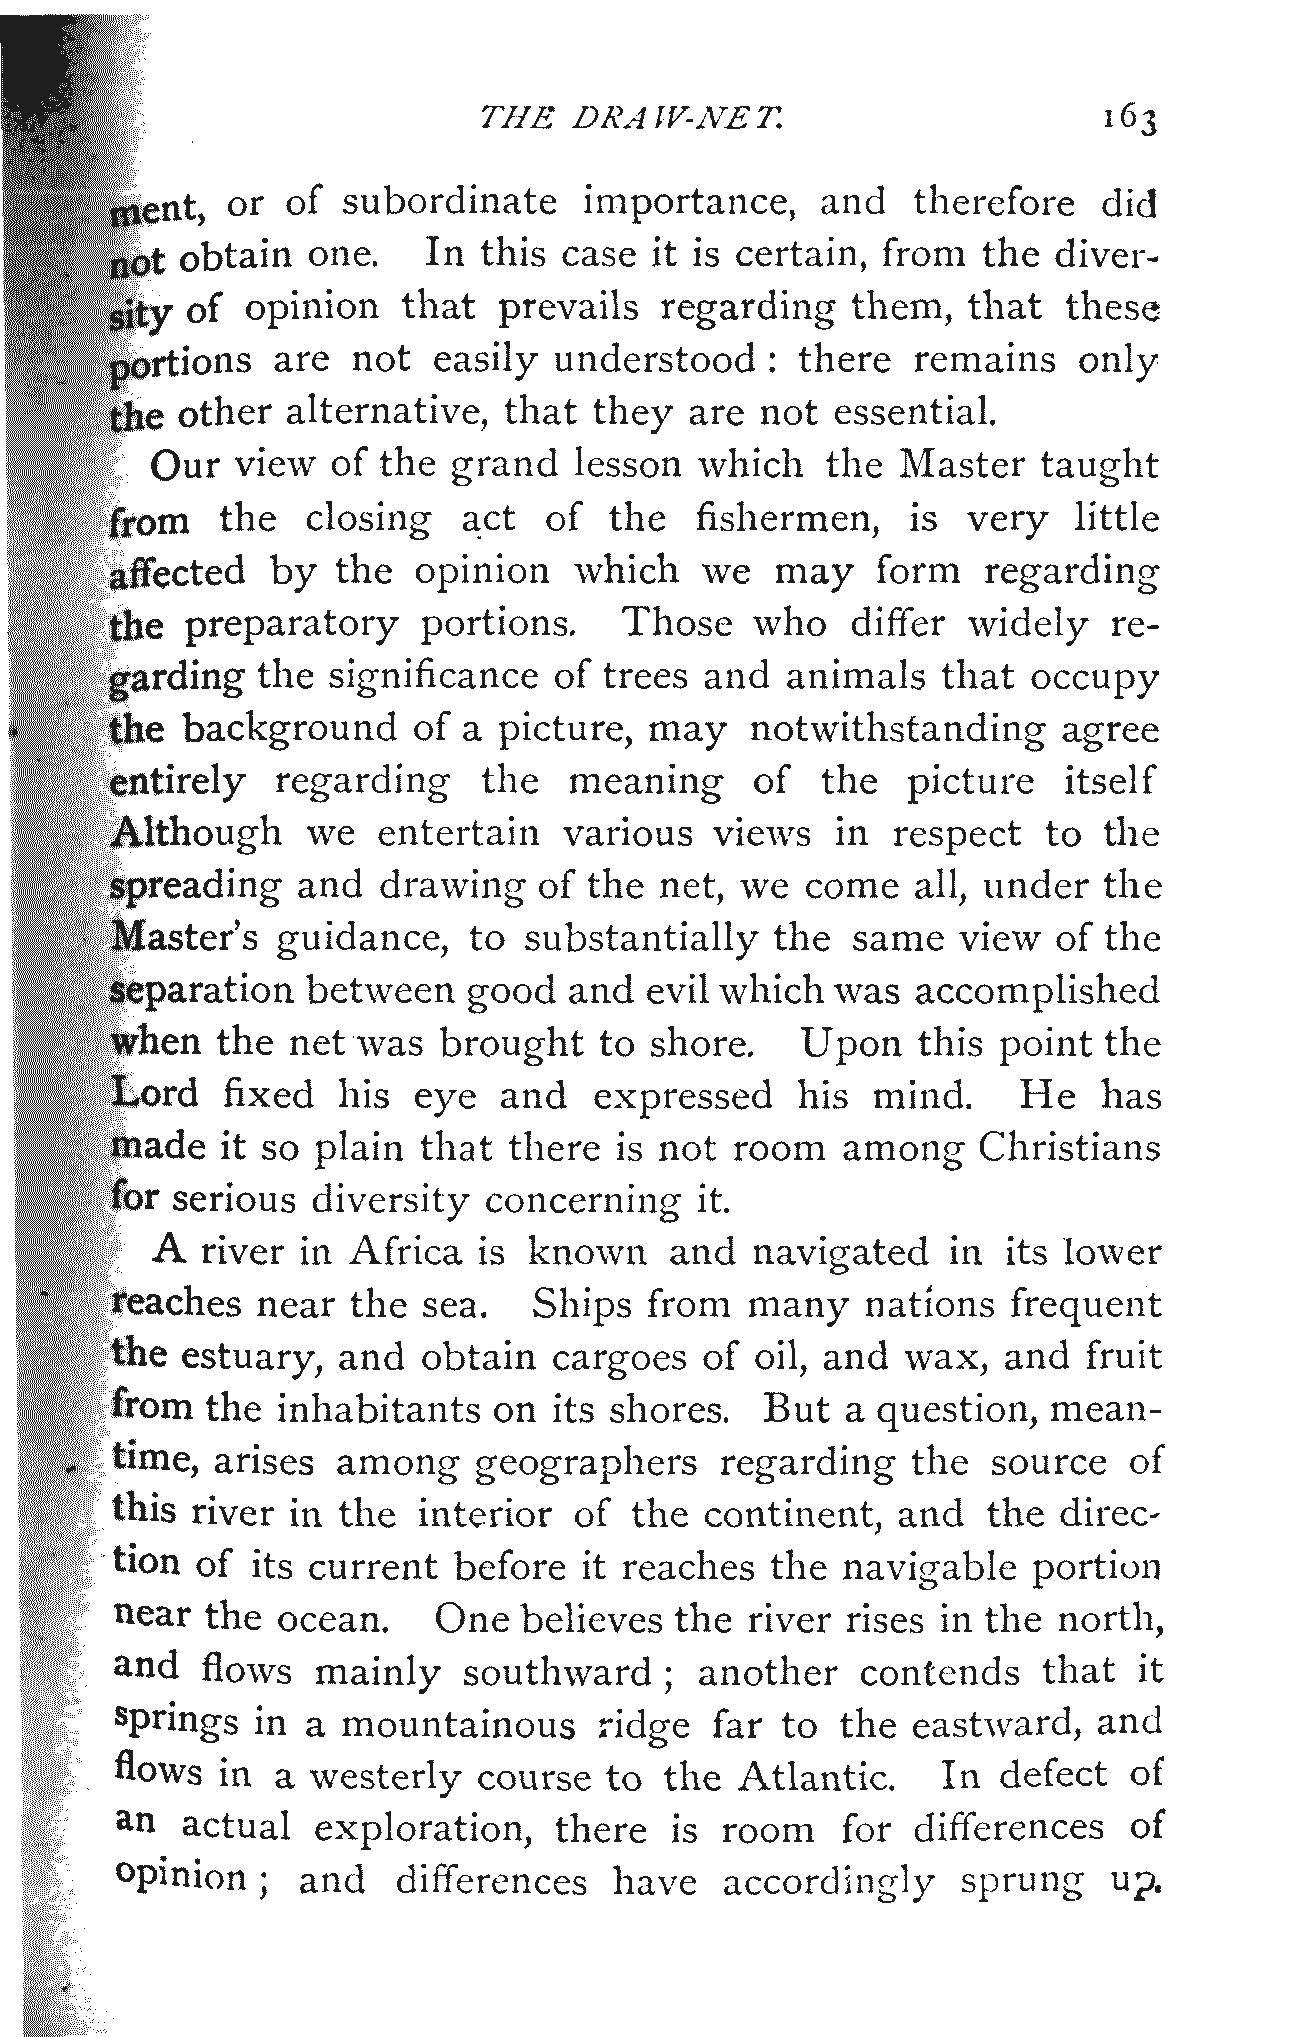 THE DRAW-NET. 163
ment, or of subordinate importance, and therefore did
not obtain one. In this case it is certain, from the diver-
sity of opinion that prevails regarding them, that these
portions are not easily understood : there remains only
the other alternative, that they are not essential.
Our view of the grand lesson which the Master taught
from the closing act of the fishermen, is very little
affected by the opinion which we may form regarding
the preparatory portions. Those who differ widely re-
garding the significance of trees and animals that occupy
the background of a picture, may notwithstanding agree
entirely regarding the meaning of the picture itself
Although we entertain various views in respect to the
spreading and drawing of the net, we come all, under the
Master's guidance, to substantially the same view of the
separation between good and evil which was accomplished
when the net was brought to shore. Upon this point the
Lord fixed his eye and expressed his mind. He has
made it so plain that there is not room among Christians
for serious diversity concerning it.
A river in Africa is known and navigated in its lower
reaches near the sea. Ships from many nations frequent
the estuary, and obtain cargoes of oil, and wax, and fruit
from the inhabitants on its shores. But a question, mean-
time, arises among geographers regarding the source of
this river in the interior of the continent, and the direc-
tion of its current before it reaches the navigable portion
near the ocean. One believes the river rises in the north,
and flows mainly southward ; another contends that it
springs in a mountainous ridge far to the eastward, and
flows in a westerly course to the Atlantic. In defect of
an actual exploration, there is room for differences of
opinion ; and differences have accordingly sprung up.